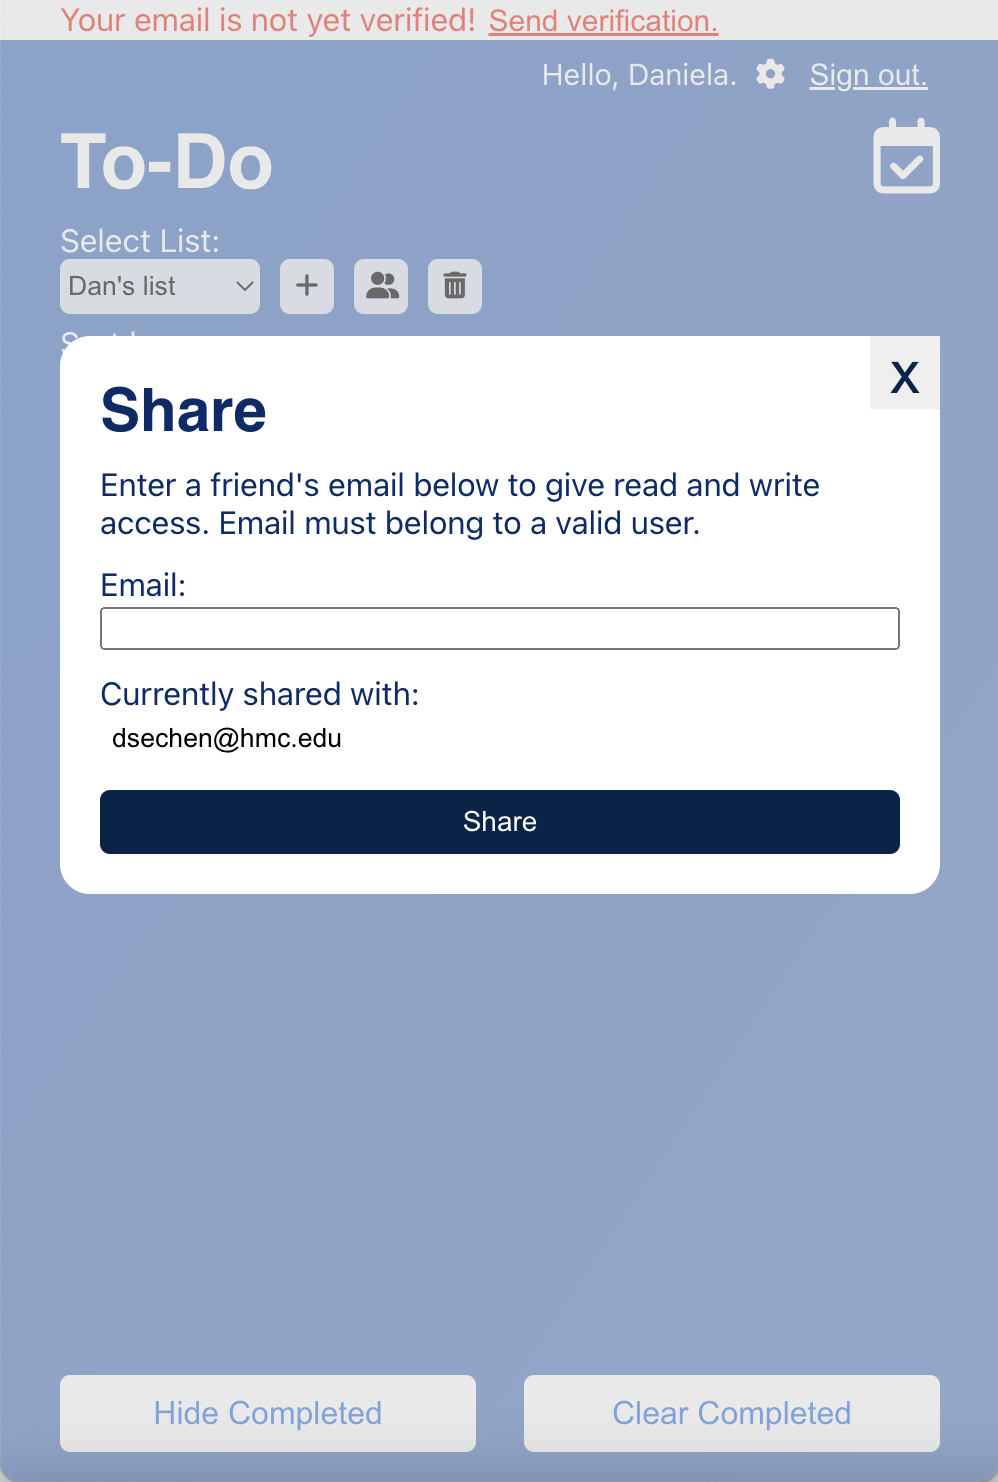 Your email is not yet verified! Send verification.
Hello, Daniela. Sign out.
To-Do
Select List:
Dan's list
Share
X
Enter a friend's email below to give read and write
access. Email must belong to a valid user.
Email:
Currently shared with:
dsechen@hmc.edu
Share
Hide Completed
Clear Completed